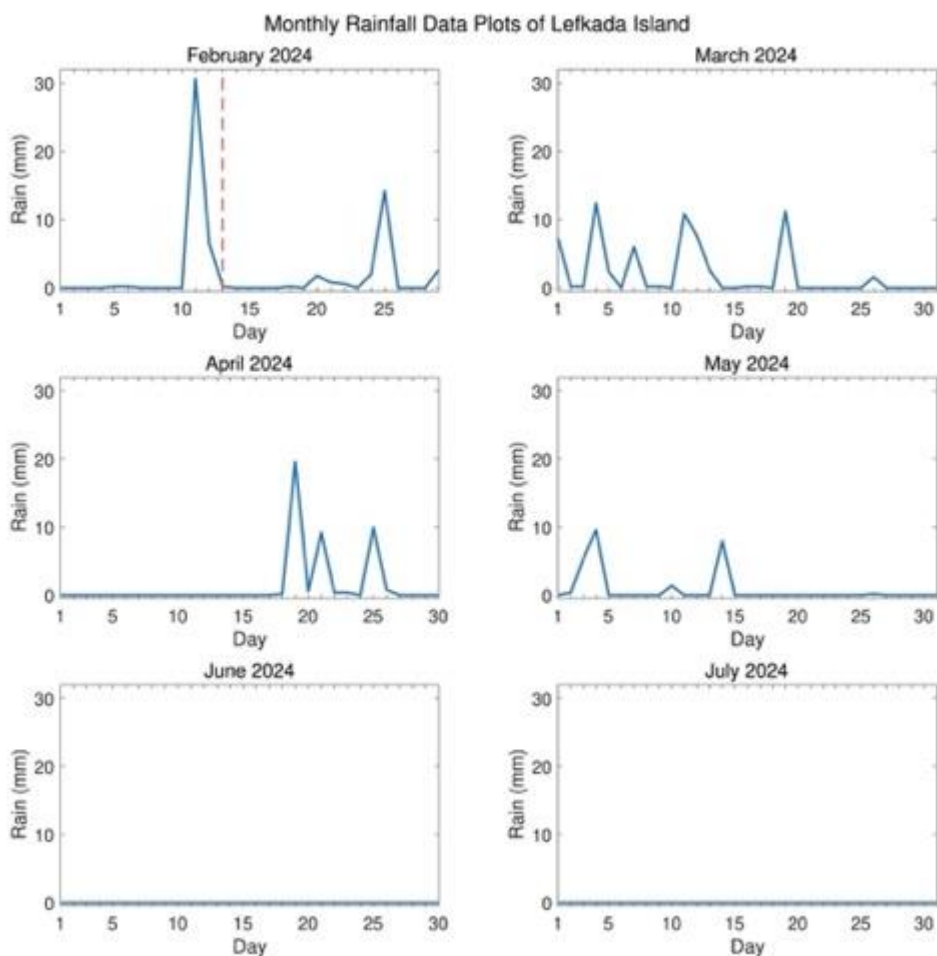 Monthly Rainfall Data Plots of Lefkada Island
February 2024
30
20
10
0
Rain (mm)
1 5 10 15 20 25
Day
March 2024
30
20
10
0
Rain (mm)
1 5 10 15 20 25 30
Day
April 2024
30
20
10
0
Rain (mm)
1 5 10 15 20 25 30
Day
May 2024
30
20
10
0
Rain (mm)
1 5 10 15 20 25 30
Day
June 2024
30
20
10
0
Rain (mm)
1 5 10 15 20 25 30
Day
July 2024
30
20
10
0
Rain (mm)
1 5 10 15 20 25 30
Day